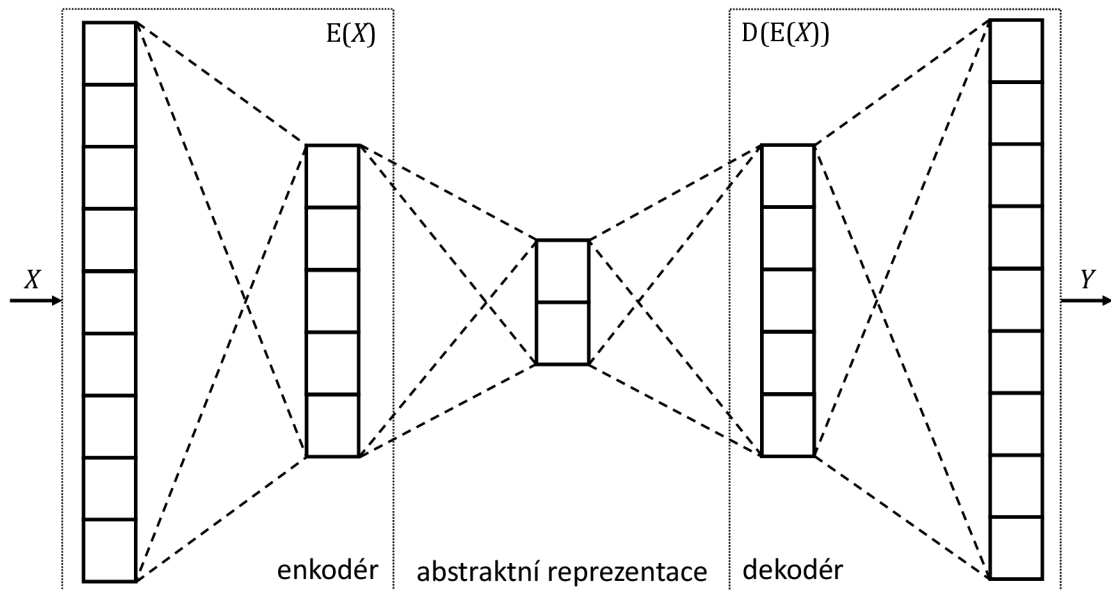 E(X)
D(E(X))
X
Y
enkodér
abstraktní reprezentace
dekodér